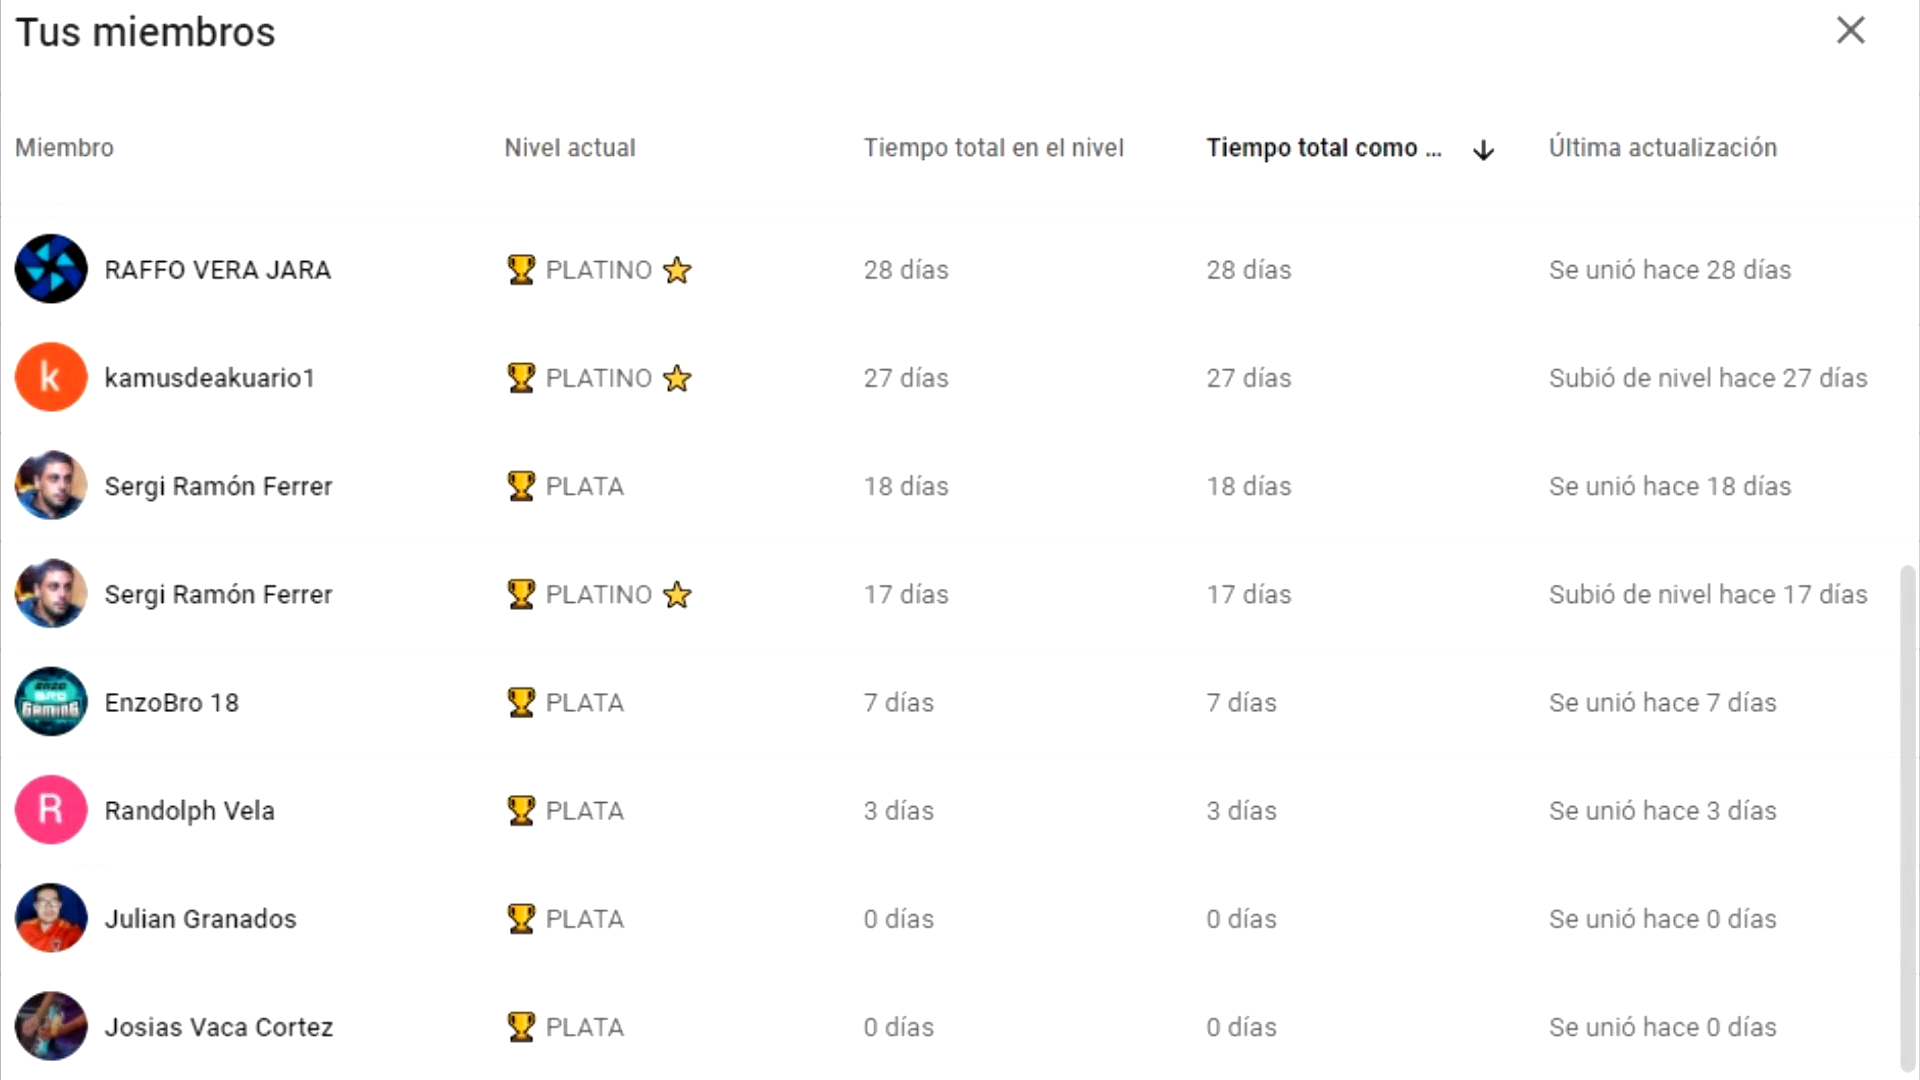 Tus miembros
Miembro Nivel actual Tiempo total en el nivel Tiempo total como ... Última actualización
RAFFO VERA JARA PLATINO 28 días 28 días Se unió hace 28 días
k kamusdeakuario1 PLATINO 27 días 27 días Subió de nivel hace 27 días
Sergi Ramón Ferrer PLATA 18 días 18 días Se unió hace 18 días
Sergi Ramón Ferrer PLATINO 17 días 17 días Subió de nivel hace 17 días
ENZO BRO GAMING EnzoBro 18 PLATA 7 días 7 días Se unió hace 7 días
R Randolph Vela PLATA 3 días 3 días Se unió hace 3 días
Julian Granados PLATA 0 días 0 días Se unió hace 0 días
Josias Vaca Cortez PLATA 0 días 0 días Se unió hace 0 días